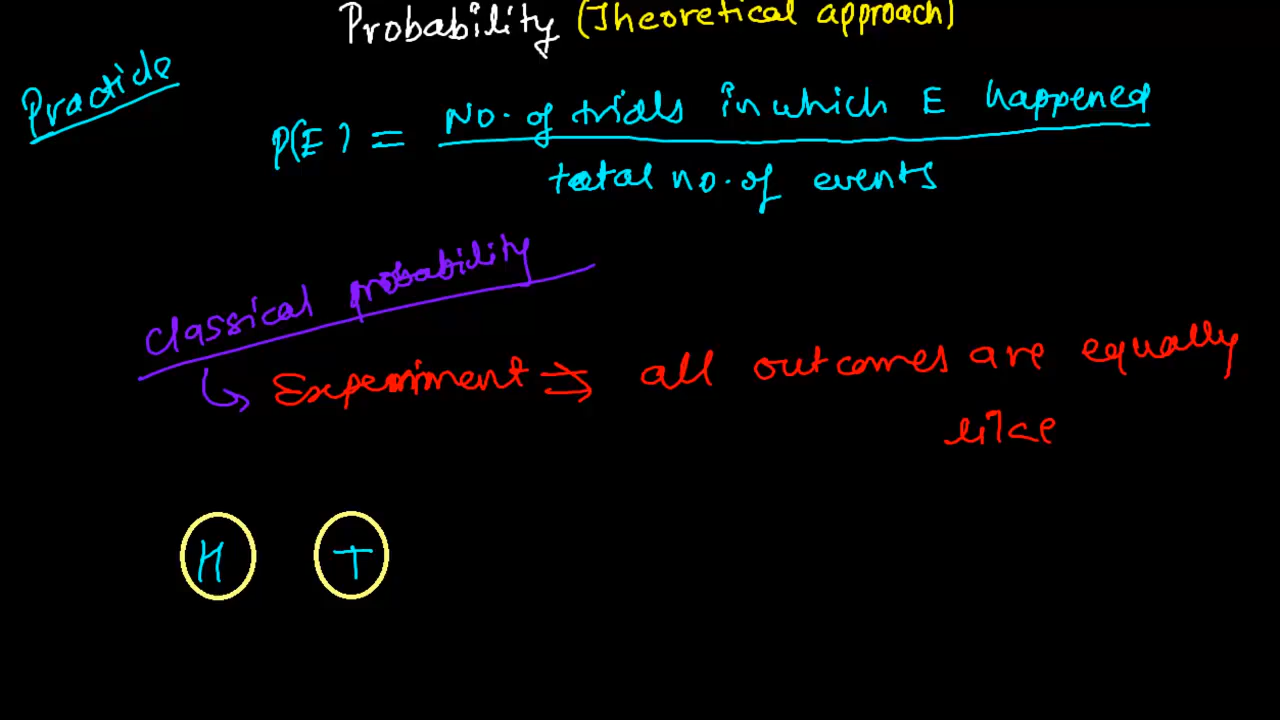 Probability (Theoretical approach)
Practicle
P(E) = No. of trials in which E happened
total no. of events
Classical probability
Experiment ⇒ all outcomes are equally
like
H T